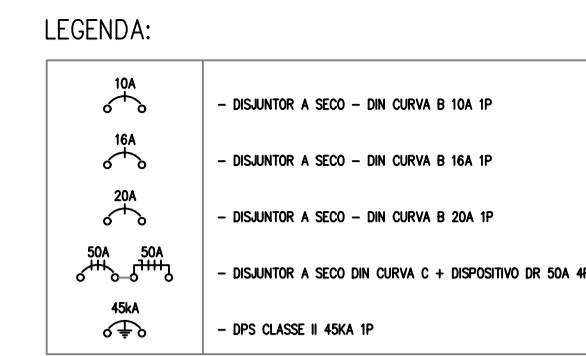 LEGENDA:
10A
- DISJUNTOR A SECO - DIN CURVA B 10A 1P
16A
- DISJUNTOR A SECO - DIN CURVA B 16A 1P
20A
- DISJUNTOR A SECO - DIN CURVA B 20A 1P
50A 50A
- DISJUNTOR A SECO DIN CURVA C + DISPOSITIVO DR 50A
45kA
- DPS CLASSE II 45KA 1P